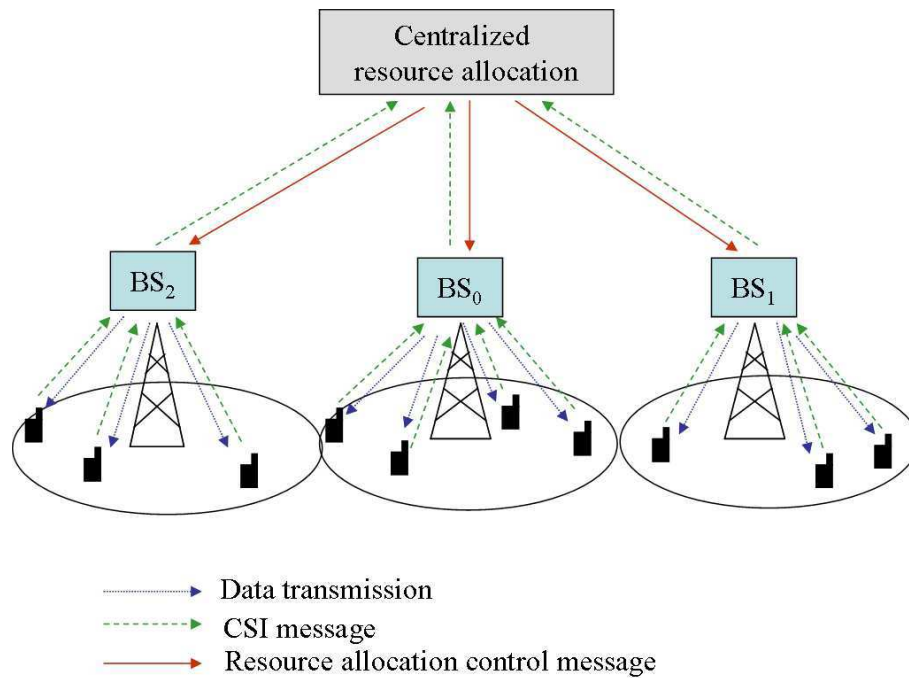 Centralized
resource allocation
BS₂
BS₀
BS₁
Data transmission
CSI message
Resource allocation control message